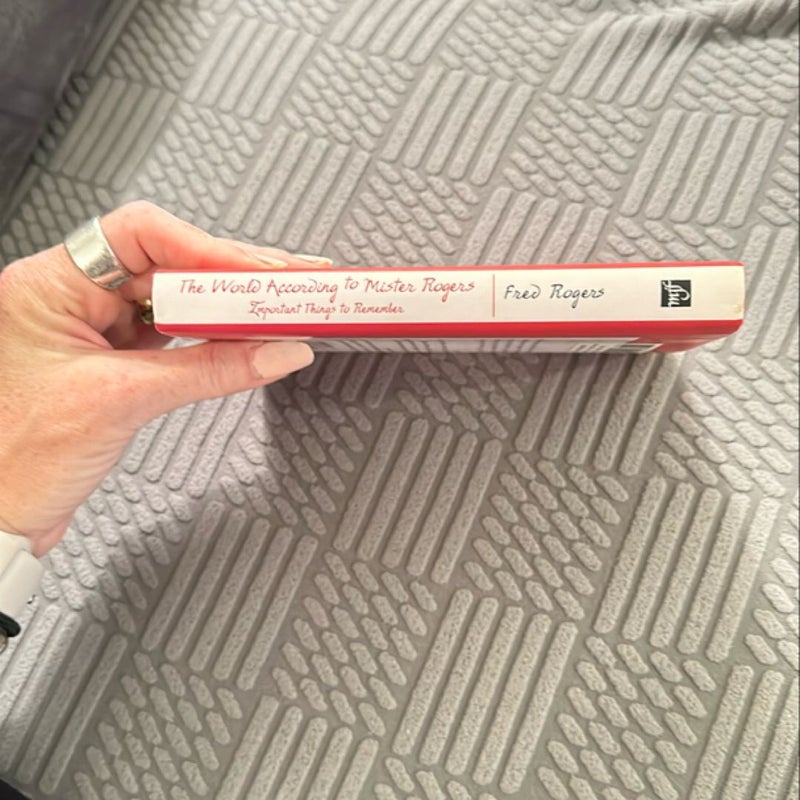 The World According to Mister Rogers
Important Things to Remember
Fred Rogers